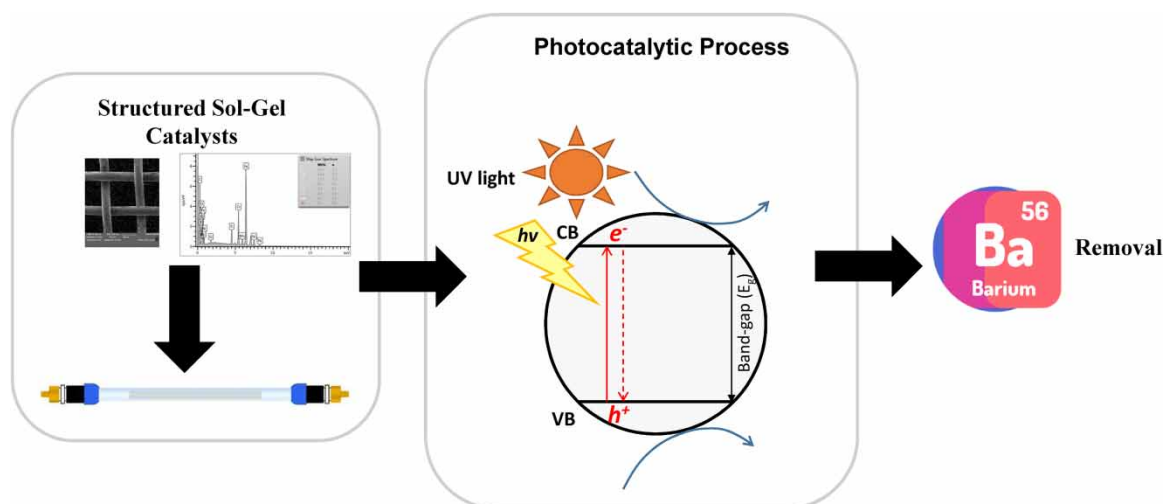 Structured Sol-Gel
Catalysts
Photocatalytic Process
UV light
hv
CB
e-
Band-gap (Eg)
VB
h+
56
Ba
Barium
Removal